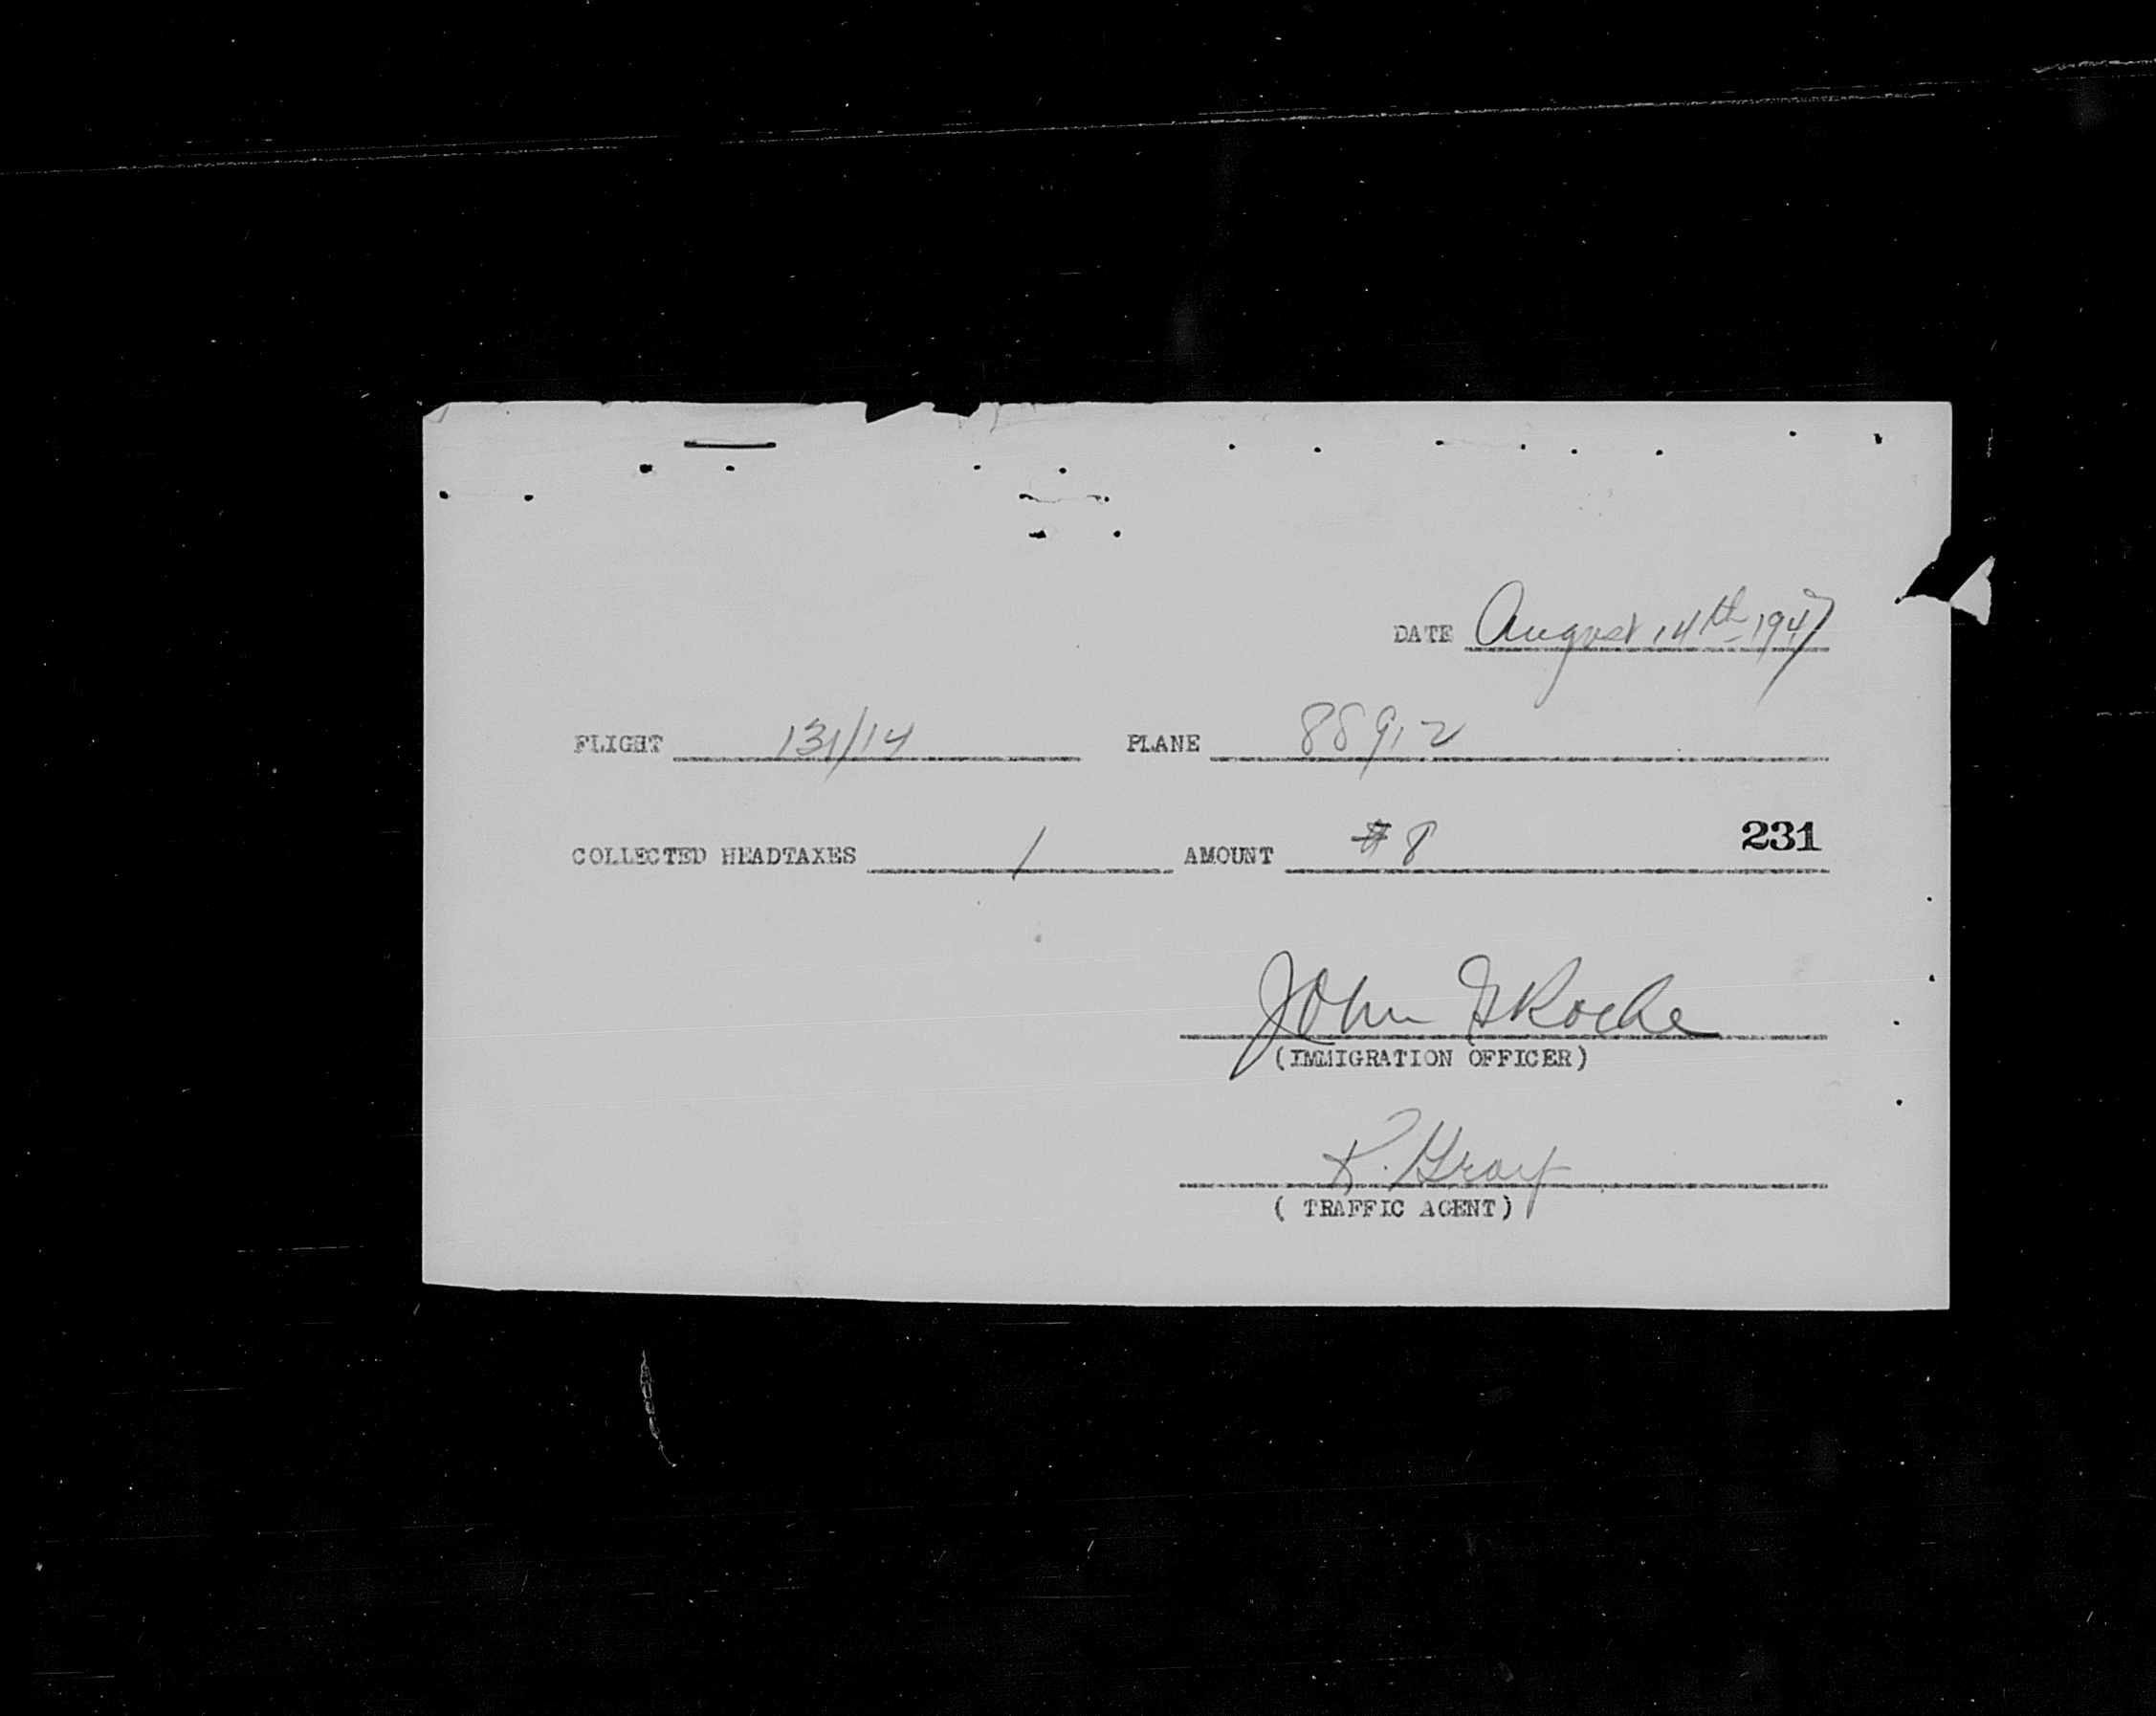 DATE August 14th 1947
FLIGHT 131/14 PLANE 88912
COLLECTED HEADTAXES 1 AMOUNT $8 231
John Roche
(IMMIGRATION OFFICER)
R. Gray
( TRAFFIC AGENT)